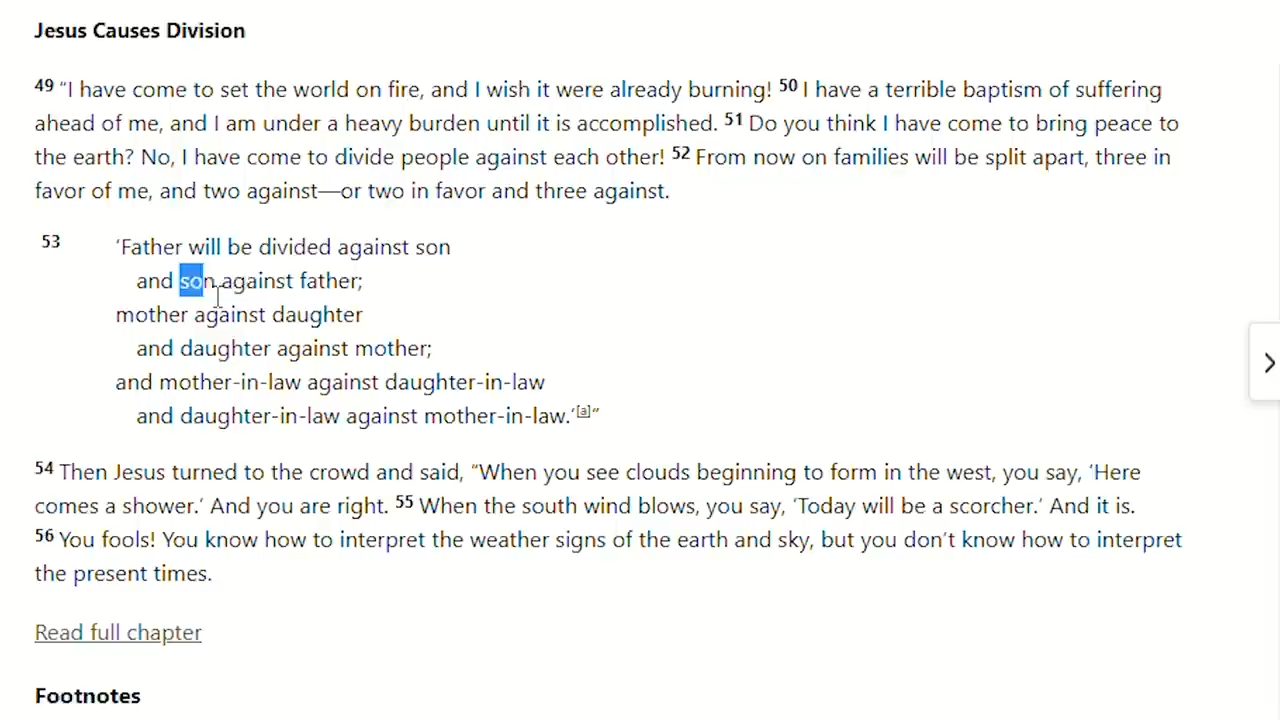 Jesus Causes Division
49 “I have come to set the world on fire, and I wish it were already burning! 50 I have a terrible baptism of suffering
ahead of me, and I am under a heavy burden until it is accomplished. 51 Do you think I have come to bring peace to
the earth? No, I have come to divide people against each other! 52 From now on families will be split apart, three in
favor of me, and two against—or two in favor and three against.
53 ‘Father will be divided against son
and son against father;
mother against daughter
and daughter against mother;
and mother-in-law against daughter-in-law
and daughter-in-law against mother-in-law.’[a]”
54 Then Jesus turned to the crowd and said, “When you see clouds beginning to form in the west, you say, ‘Here
comes a shower.’ And you are right. 55 When the south wind blows, you say, ‘Today will be a scorcher.’ And it is.
56 You fools! You know how to interpret the weather signs of the earth and sky, but you don’t know how to interpret
the present times.
Read full chapter
Footnotes